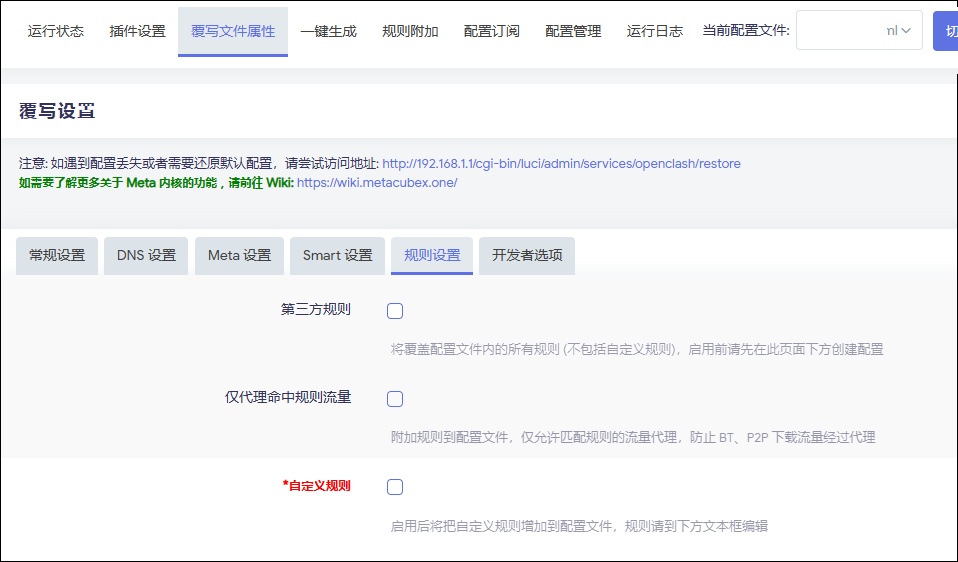 运行状态 插件设置 覆写文件属性 一键生成 规则附加 配置订阅 配置管理 运行日志 当前配置文件: ml 切
覆写设置
注意: 如遇到配置丢失或者需要还原默认配置，请尝试访问地址: http://192.168.1.1/cgi-bin/luci/admin/services/openclash/restore
如需要了解更多关于 Meta 内核的功能，请前往 Wiki: https://wiki.metacubex.one/
常规设置 DNS 设置 Meta 设置 Smart 设置 规则设置 开发者选项
第三方规则
将覆盖配置文件内的所有规则 (不包括自定义规则)，启用前请先在此页面下方创建配置
仅代理命中规则流量
附加规则到配置文件，仅允许匹配规则的流量代理，防止 BT、P2P 下载流量经过代理
*自定义规则
启用后将把自定义规则增加到配置文件，规则请到下方文本框编辑